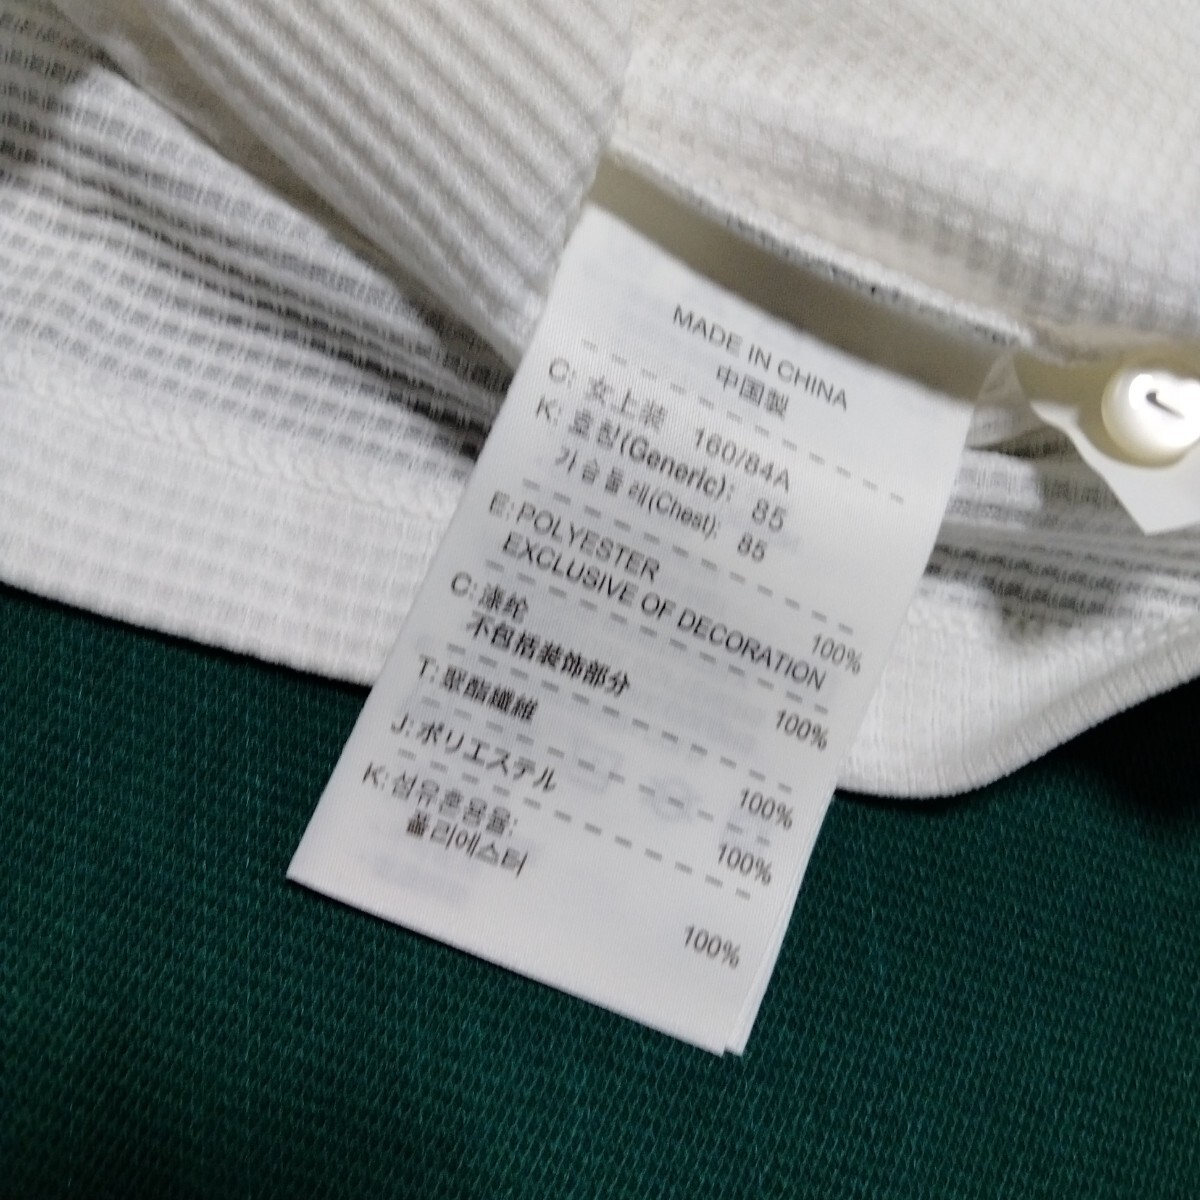 MADE IN CHINA
中国製
C: 女上装 160/84A
K: 호칭(Generic): 85
가슴둘레(Chest): 85
E: POLYESTER 100%
EXCLUSIVE OF DECORATION
C: 涤纶 100%
不包括装饰部分
T: 聚酯纖維 100%
J: ポリエステル 100%
K: 섬유혼용율:
폴리에스터 100%